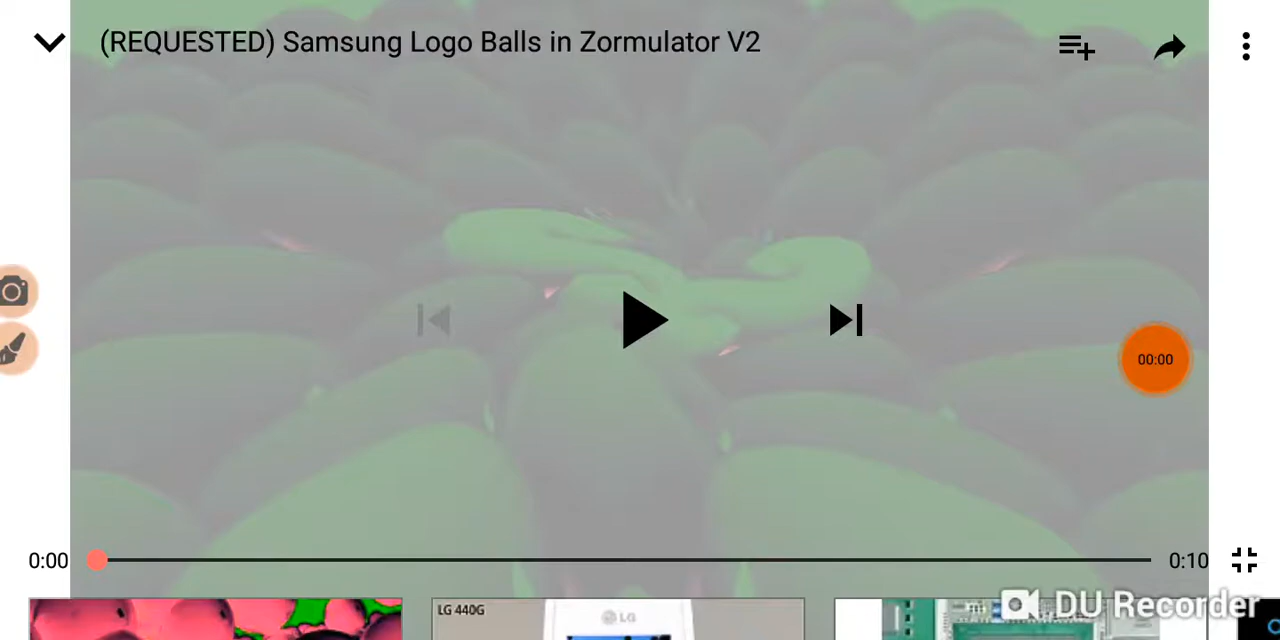 (REQUESTED) Samsung Logo Balls in Zormulator V2
00:00
0:00
0:10
LG 440G
LG
DU Recorder